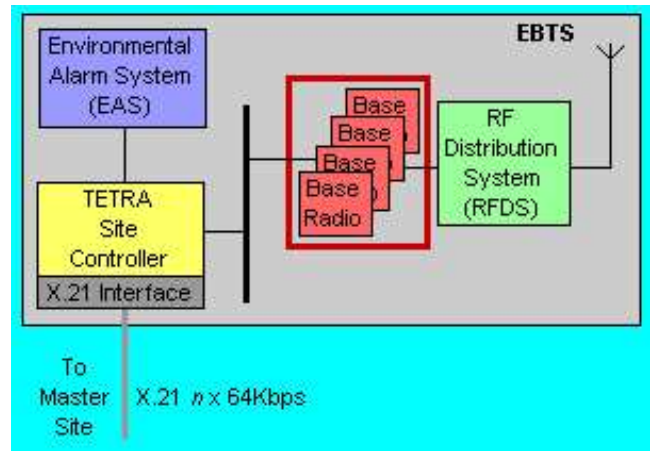 EBTS
Environmental
Alarm System
(EAS)
Base
Base
Base
Base
Radio
RF
Distribution
System
(RFDS)
TETRA
Site
Controller
X.21 Interface
To
Master
Site
X.21 n x 64Kbps